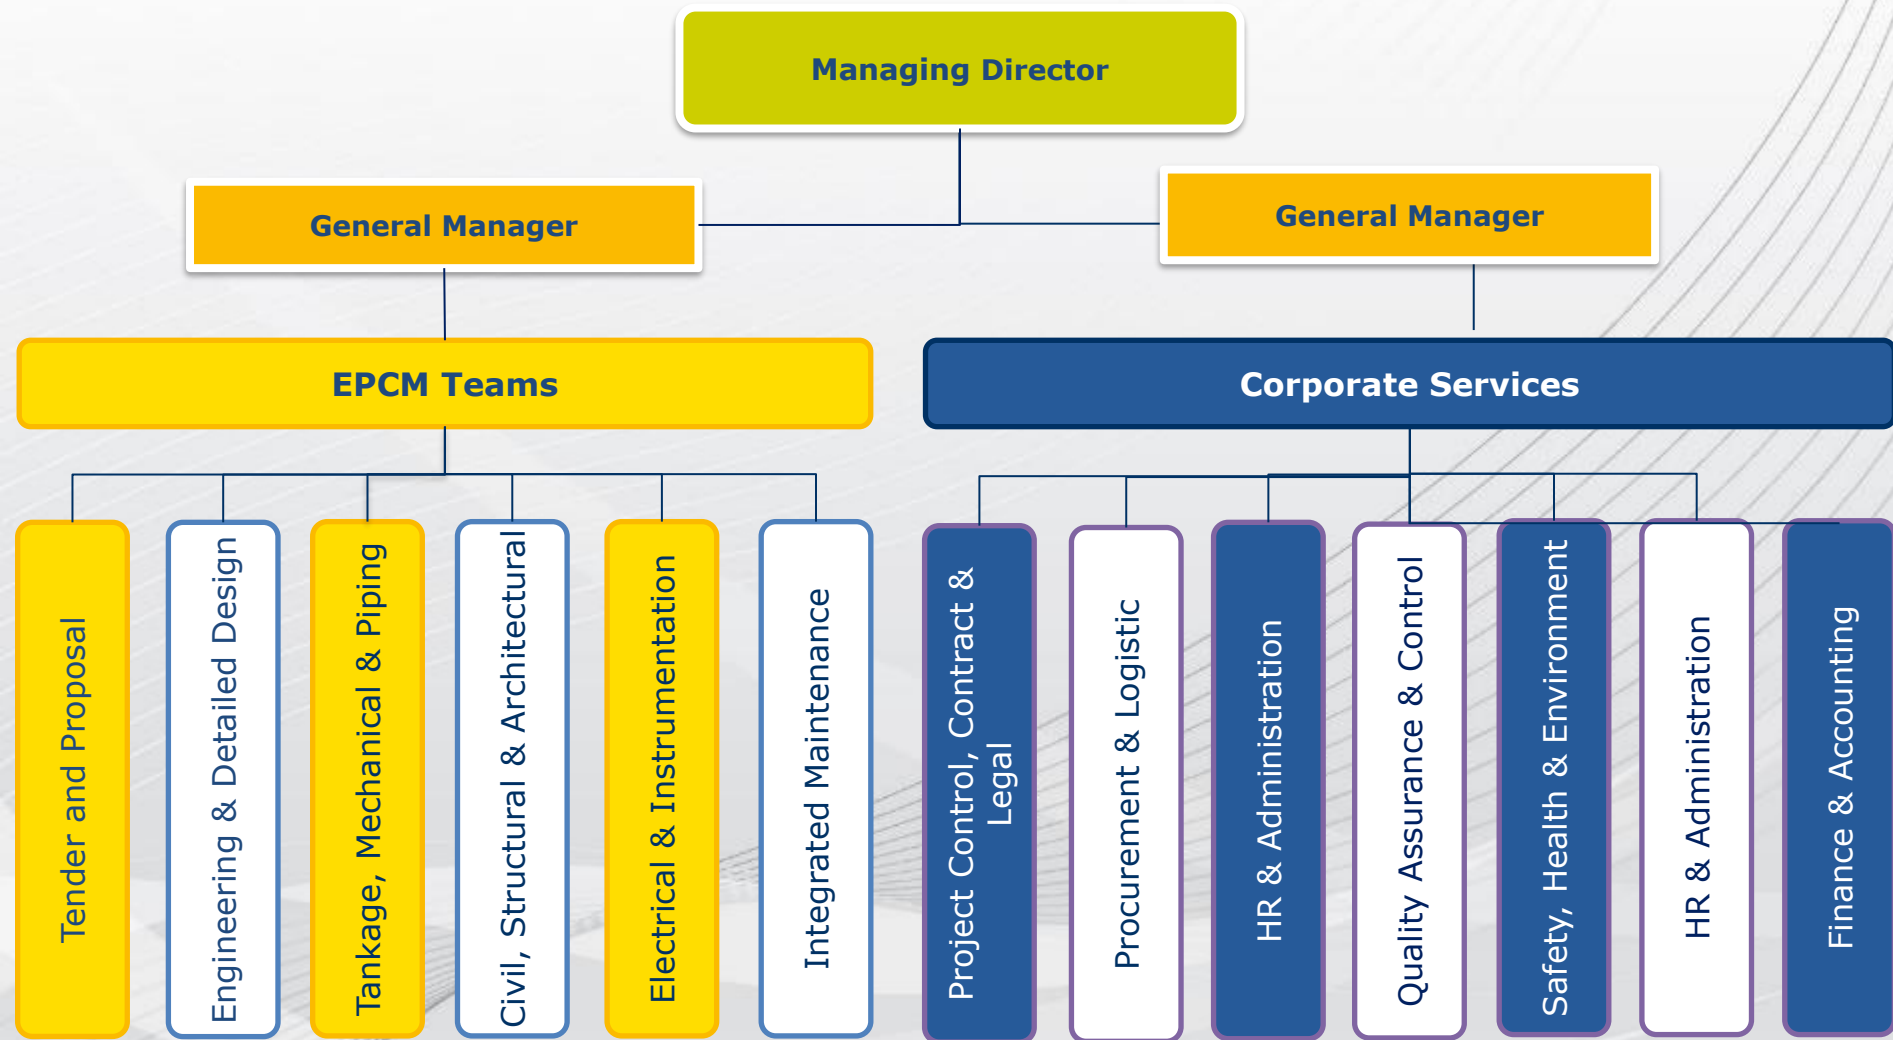 Managing Director
General Manager
General Manager
EPCM Teams
Corporate Services
Tender and Proposal
Engineering & Detailed Design
Tankage, Mechanical & Piping
Civil, Structural & Architectural
Electrical & Instrumentation
Integrated Maintenance
Project Control, Contract &
Legal
Procurement & Logistic
HR & Administration
Quality Assurance & Control
Safety, Health & Environment
HR & Administration
Finance & Accounting